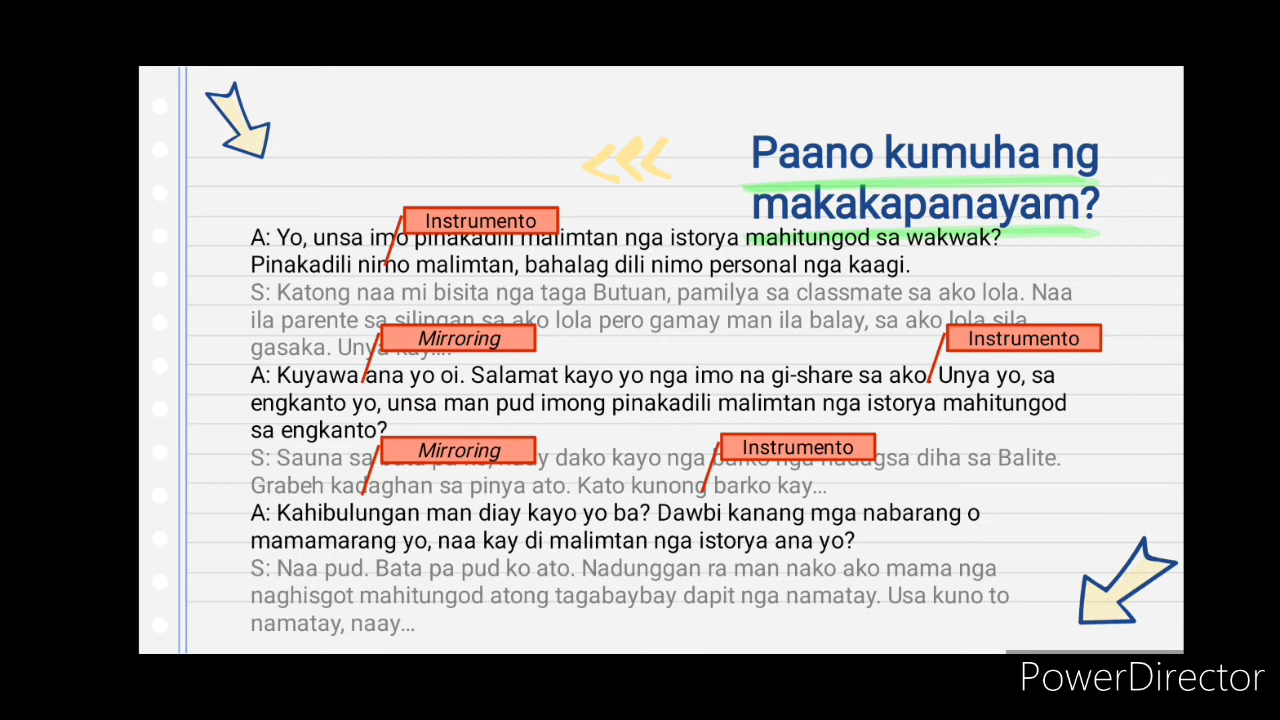 Paano kumuha ng
makakapanayam?
Instrumento
A: Yo, unsa imo pinakadili malimtan nga istorya mahitungod sa wakwak?
Pinakadili nimo malimtan, bahalag dili nimo personal nga kaagi.
S: Katong naa mi bisita nga taga Butuan, pamilya sa classmate sa ako lola. Naa
ila parente sa silingan sa ako lola pero gamay man ila balay, sa ako lola sila
Mirroring
Instrumento
gasaka. Unya kay....
A: Kuyawa ana yo oi. Salamat kayo yo nga imo na gi-share sa ako. Unya yo, sa
engkanto yo, unsa man pud imong pinakadili malimtan nga istorya mahitungod
sa engkanto?
Mirroring
Instrumento
S: Sauna sa dako kayo nga barko nga diha sa Balite.
Grabeh kadaghan sa pinya ato. Kato kunong barko kay...
A: Kahibulungan man diay kayo yo ba? Dawbi kanang mga nabarang o
mamamarang yo, naa kay di malimtan nga istorya ana yo?
S: Naa pud. Bata pa pud ko ato. Nadunggan ra man nako ako mama nga
naghisgot mahitungod atong tagabaybay dapit nga namatay. Usa kuno to
namatay, naay...
PowerDirector